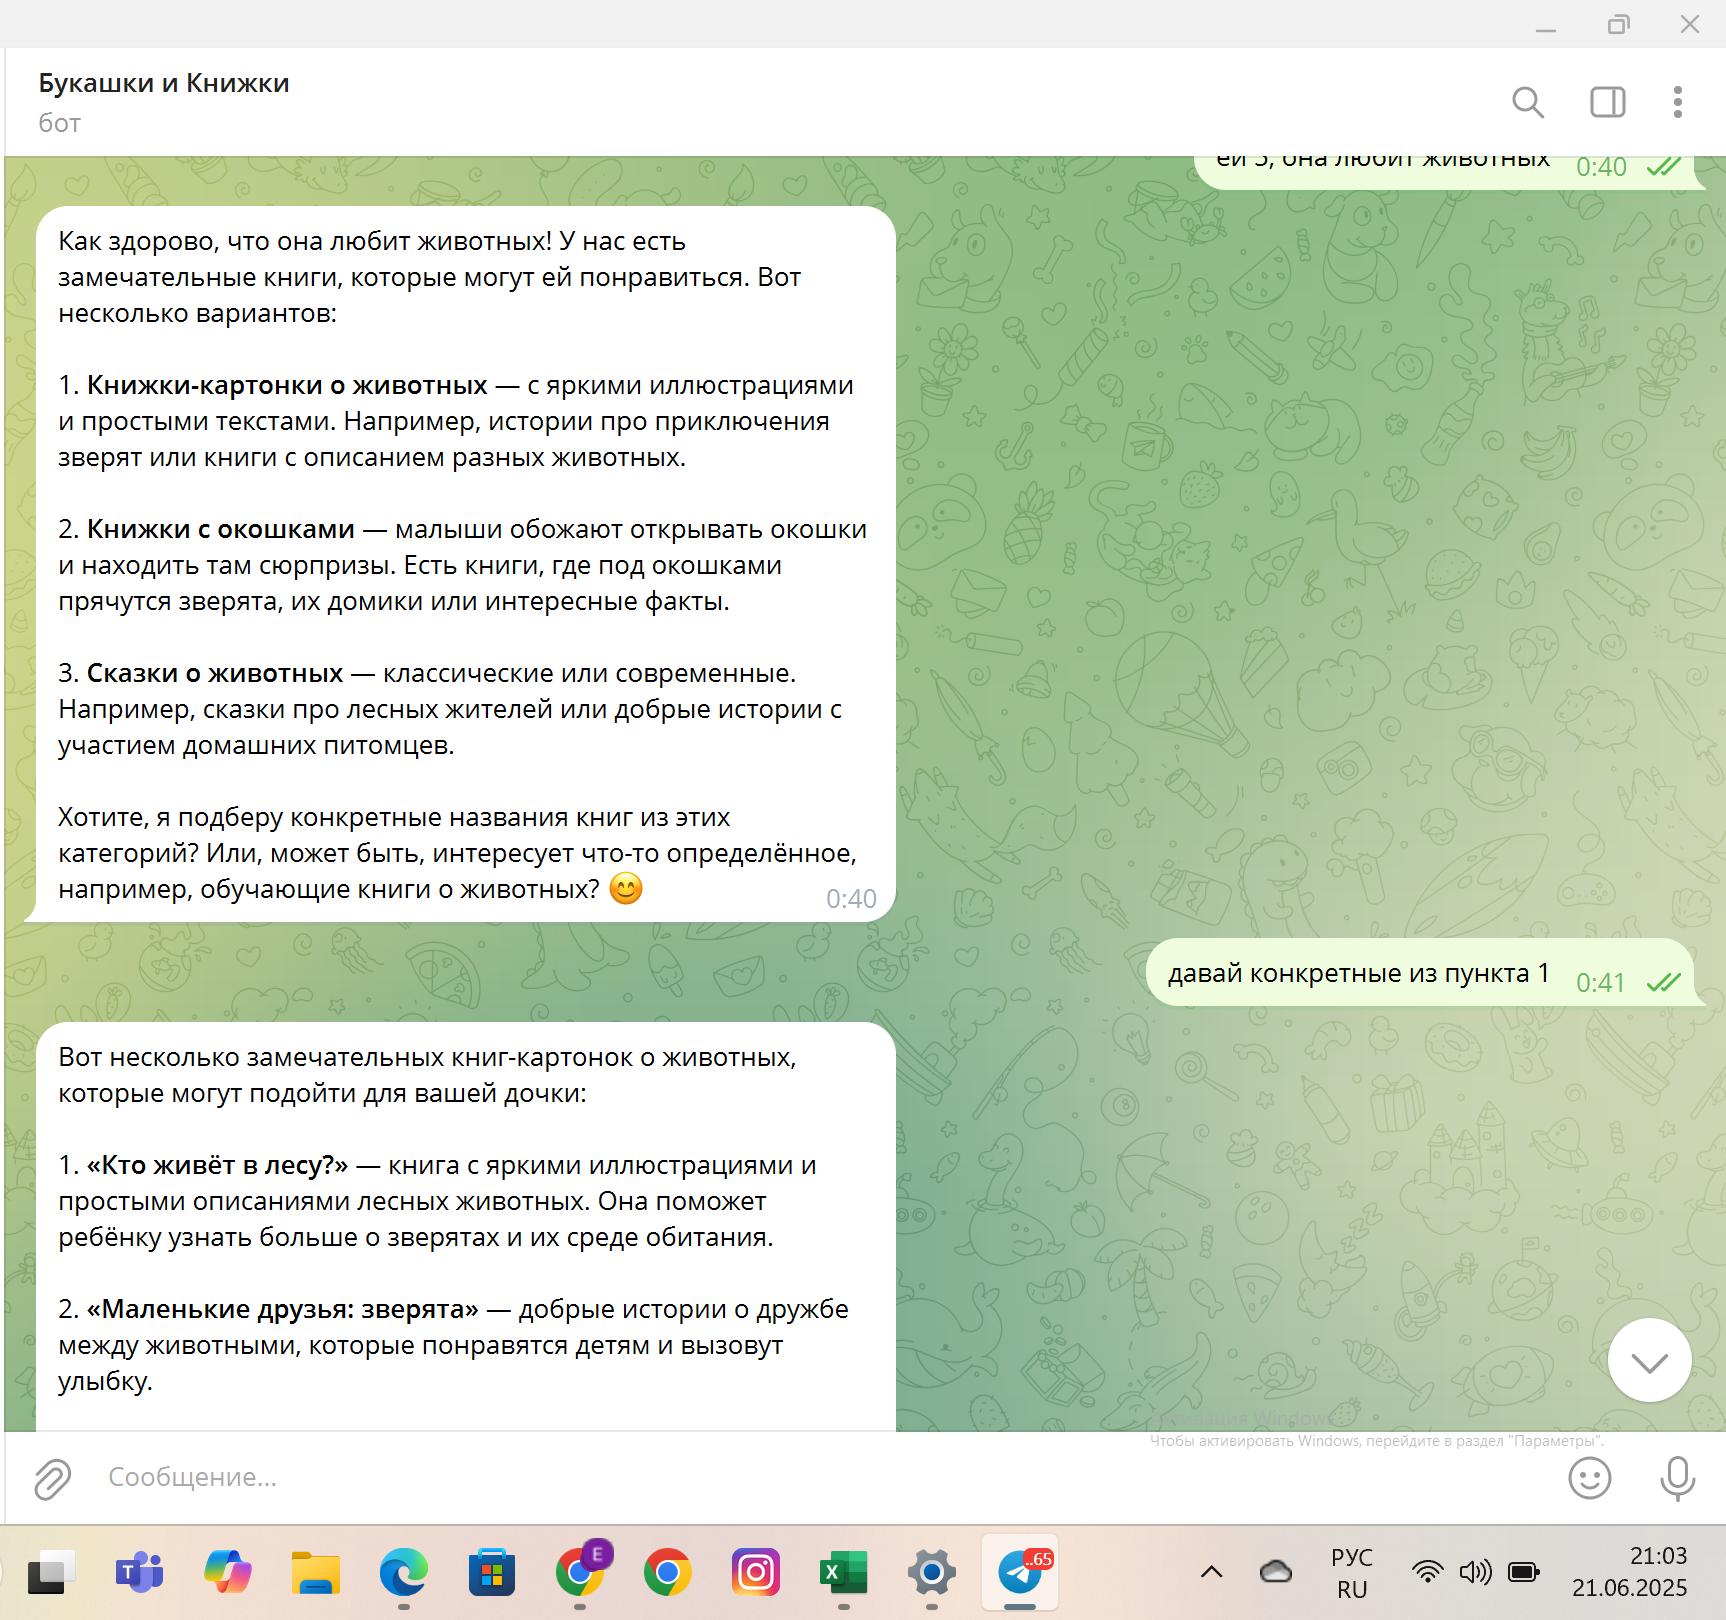 Букашки и Книжки
бот
ей 5, она любит животных 0:40
Как здорово, что она любит животных! У нас есть
замечательные книги, которые могут ей понравиться. Вот
несколько вариантов:
1. Книжки-картонки о животных — с яркими иллюстрациями
и простыми текстами. Например, истории про приключения
зверят или книги с описанием разных животных.
2. Книжки с окошками — малыши обожают открывать окошки
и находить там сюрпризы. Есть книги, где под окошками
прячутся зверята, их домики или интересные факты.
3. Сказки о животных — классические или современные.
Например, сказки про лесных жителей или добрые истории с
участием домашних питомцев.
Хотите, я подберу конкретные названия книг из этих
категорий? Или, может быть, интересует что-то определённое,
например, обучающие книги о животных? 😊 0:40
давай конкретные из пункта 1 0:41
Вот несколько замечательных книг-картонок о животных,
которые могут подойти для вашей дочки:
1. «Кто живёт в лесу?» — книга с яркими иллюстрациями и
простыми описаниями лесных животных. Она поможет
ребёнку узнать больше о зверятах и их среде обитания.
2. «Маленькие друзья: зверята» — добрые истории о дружбе
между животными, которые понравятся детям и вызовут
улыбку.
Активация Windows
Чтобы активировать Windows, перейдите в раздел "Параметры".
Сообщение...
E
..65
РУС
RU
21:03
21.06.2025